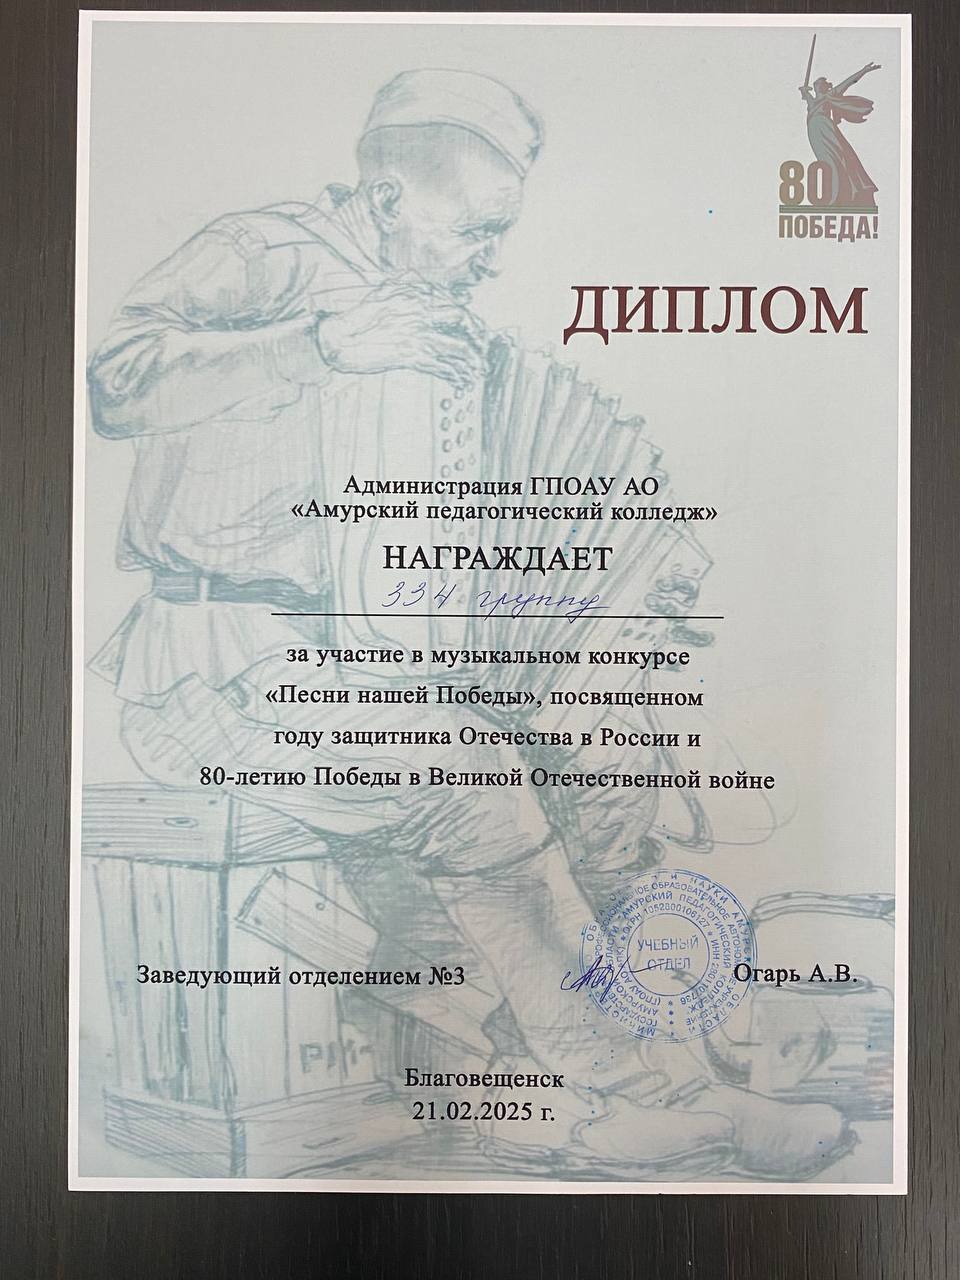 80
ПОБЕДА!
ДИПЛОМ
Администрация ГПОАУ АО
«Амурский педагогический колледж»
НАГРАЖДАЕТ
334 группу
за участие в музыкальном конкурсе
«Песни нашей Победы», посвященном
году защитника Отечества в России и
80-летию Победы в Великой Отечественной войне
Заведующий отделением №3
УЧЕБНЫЙ
ОТДЕЛ
Огарь А.В.
Благовещенск
21.02.2025 г.